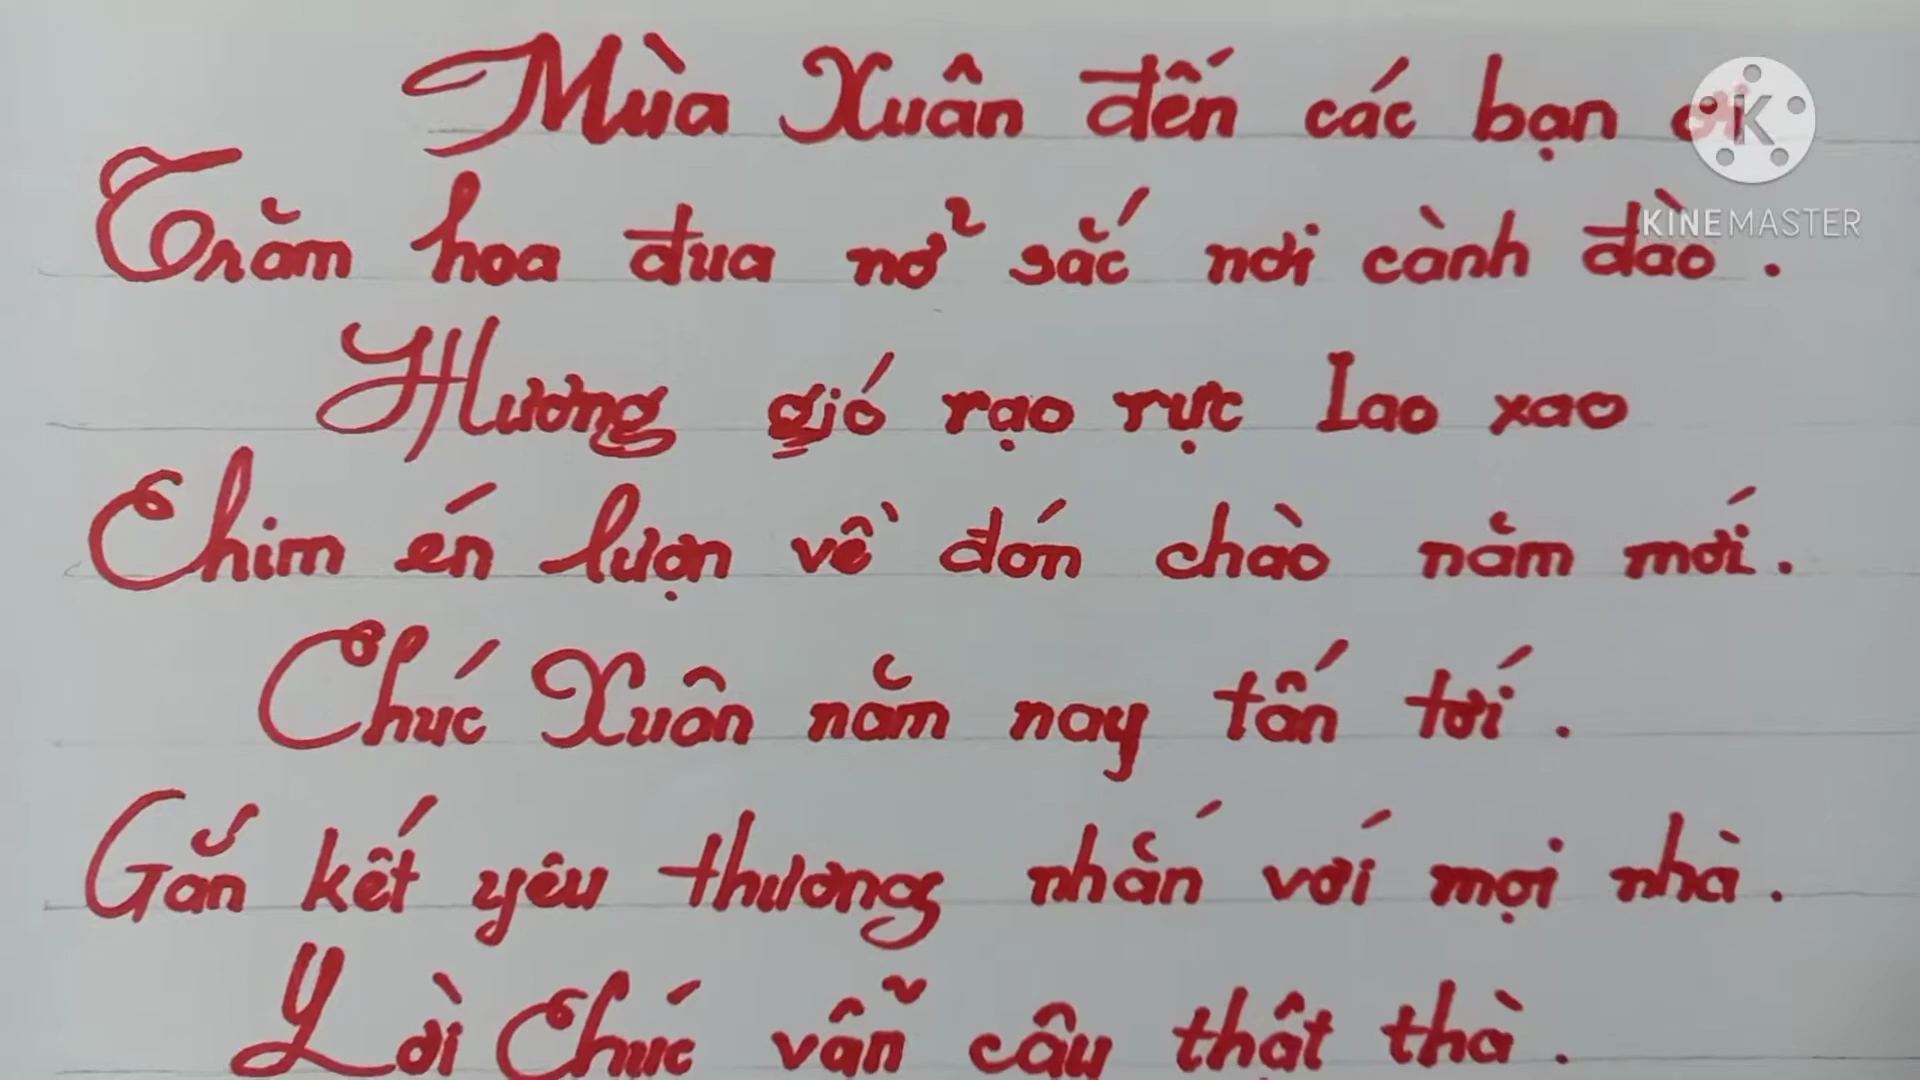 Mùa Xuân đến các bạn ơi
Trăm hoa đua nở sắc nơi cành đào.
Hương gió rạo rực Lao xao
Chim én lượn về đón chào năm mới.
Chúc Xuân năm nay tấn tới.
Gắn kết yêu thương nhắn với mọi nhà.
Lời Chúc vẫn câu thật thà.
K
KINEMASTER